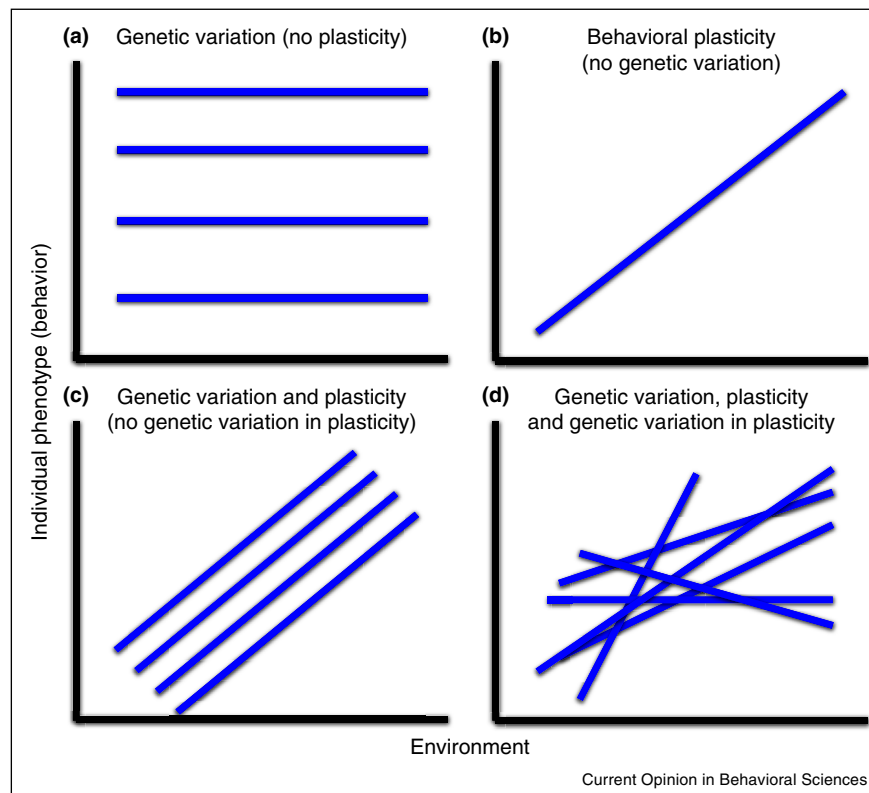 (a) Genetic variation (no plasticity)
(b) Behavioral plasticity
(no genetic variation)
Individual phenotype (behavior)
(c) Genetic variation and plasticity
(no genetic variation in plasticity)
(d) Genetic variation, plasticity
and genetic variation in plasticity
Environment
Current Opinion in Behavioral Sciences